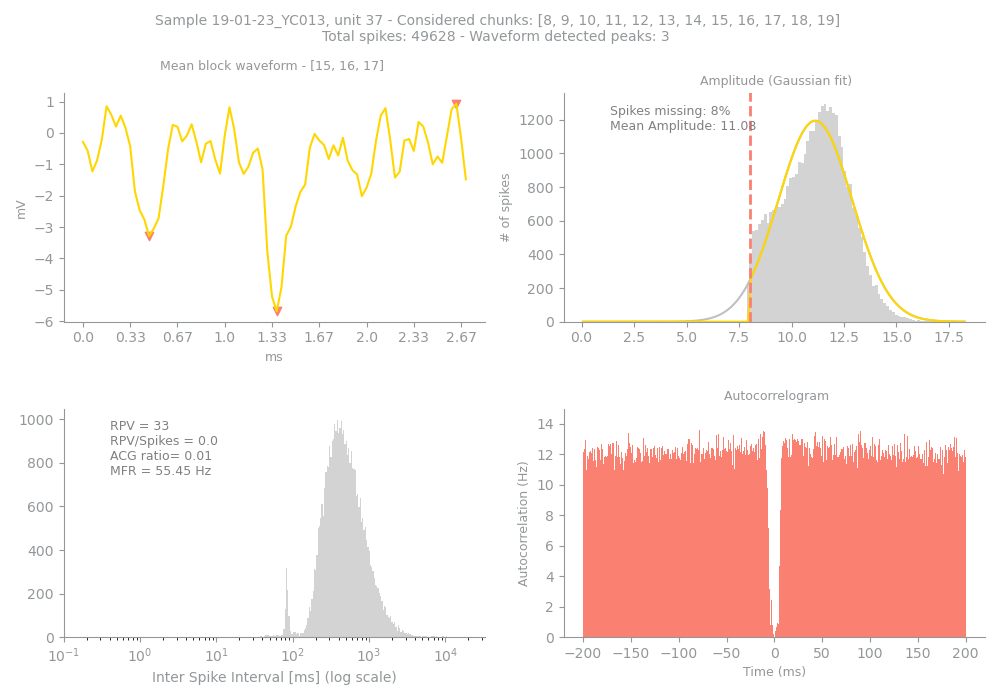 Sample 19-01-23_YC013, unit 37 - Considered chunks: [8, 9, 10, 11, 12, 13, 14, 15, 16, 17, 18, 19]
Total spikes: 49628 - Waveform detected peaks: 3
Mean block waveform - [15, 16, 17]
1
0
−1
−2
−3
−4
−5
−6
mV
0.0 0.33 0.67 1.0 1.33 1.67 2.0 2.33 2.67
ms
Amplitude (Gaussian fit)
Spikes missing: 8%
Mean Amplitude: 11.08
1200
1000
800
600
400
200
0
# of spikes
0.0 2.5 5.0 7.5 10.0 12.5 15.0 17.5
RPV = 33
RPV/Spikes = 0.0
ACG ratio= 0.01
MFR = 55.45 Hz
1000
800
600
400
200
0
10⁻¹ 10⁰ 10¹ 10² 10³ 10⁴
Inter Spike Interval [ms] (log scale)
Autocorrelogram
14
12
10
8
6
4
2
0
Autocorrelation (Hz)
−200 −150 −100 −50 0 50 100 150 200
Time (ms)